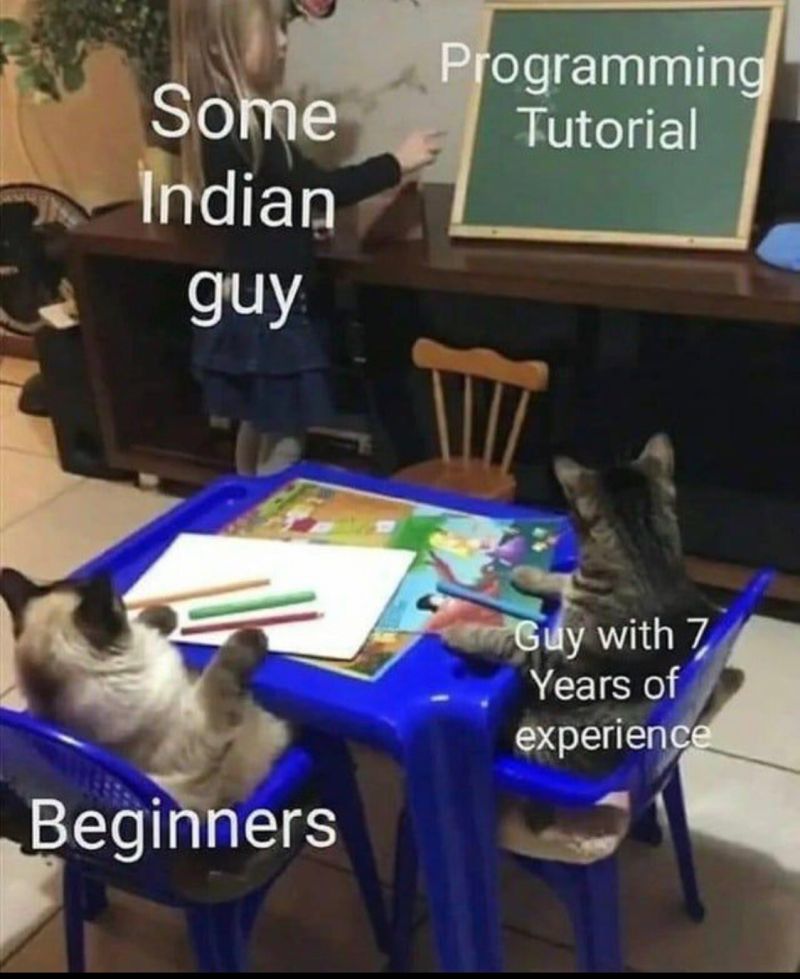 Programming
Tutorial
Some
Indian
guy
Guy with 7
Years of
experience
Beginners